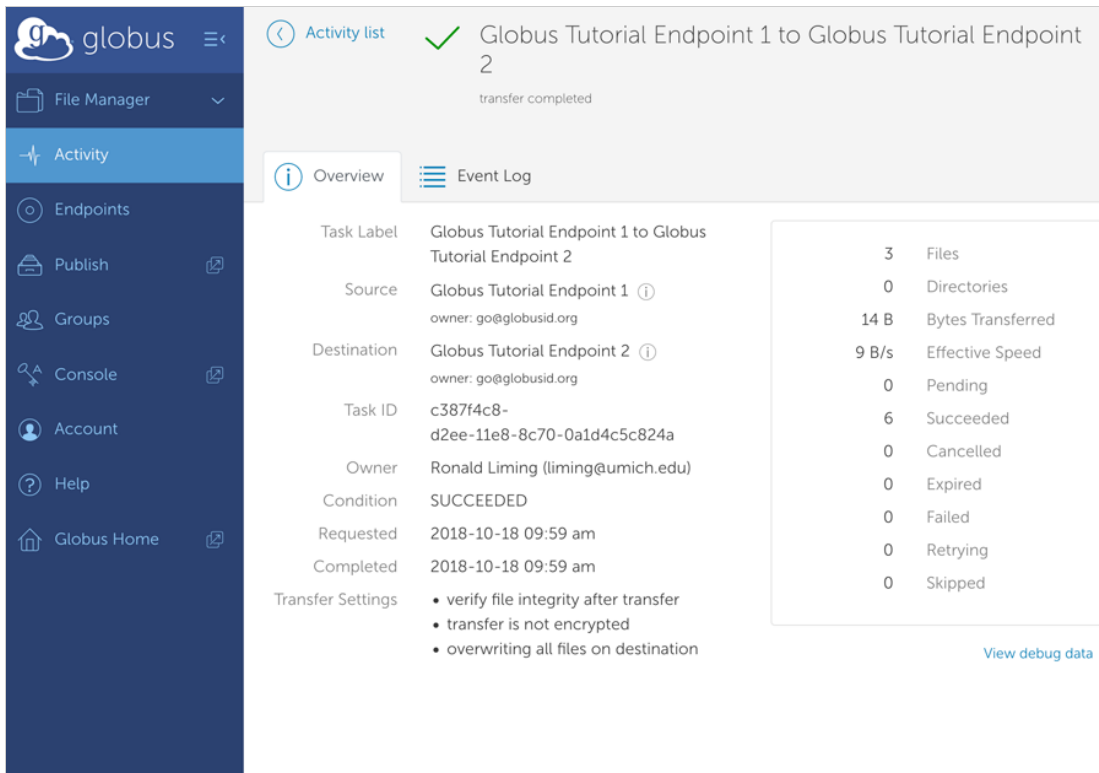 globus
File Manager
Activity
Endpoints
Publish
Groups
Console
Account
Help
Globus Home
Activity list
Globus Tutorial Endpoint 1 to Globus Tutorial Endpoint
2
transfer completed
Overview
Event Log
Task Label Globus Tutorial Endpoint 1 to Globus
Tutorial Endpoint 2
Source Globus Tutorial Endpoint 1
owner: go@globusid.org
Destination Globus Tutorial Endpoint 2
owner: go@globusid.org
Task ID c387f4c8-
d2ee-11e8-8c70-0a1d4c5c824a
Owner Ronald Liming (liming@umich.edu)
Condition SUCCEEDED
Requested 2018-10-18 09:59 am
Completed 2018-10-18 09:59 am
Transfer Settings • verify file integrity after transfer
• transfer is not encrypted
• overwriting all files on destination
3 Files
0 Directories
14 B Bytes Transferred
9 B/s Effective Speed
0 Pending
6 Succeeded
0 Cancelled
0 Expired
0 Failed
0 Retrying
0 Skipped
View debug data